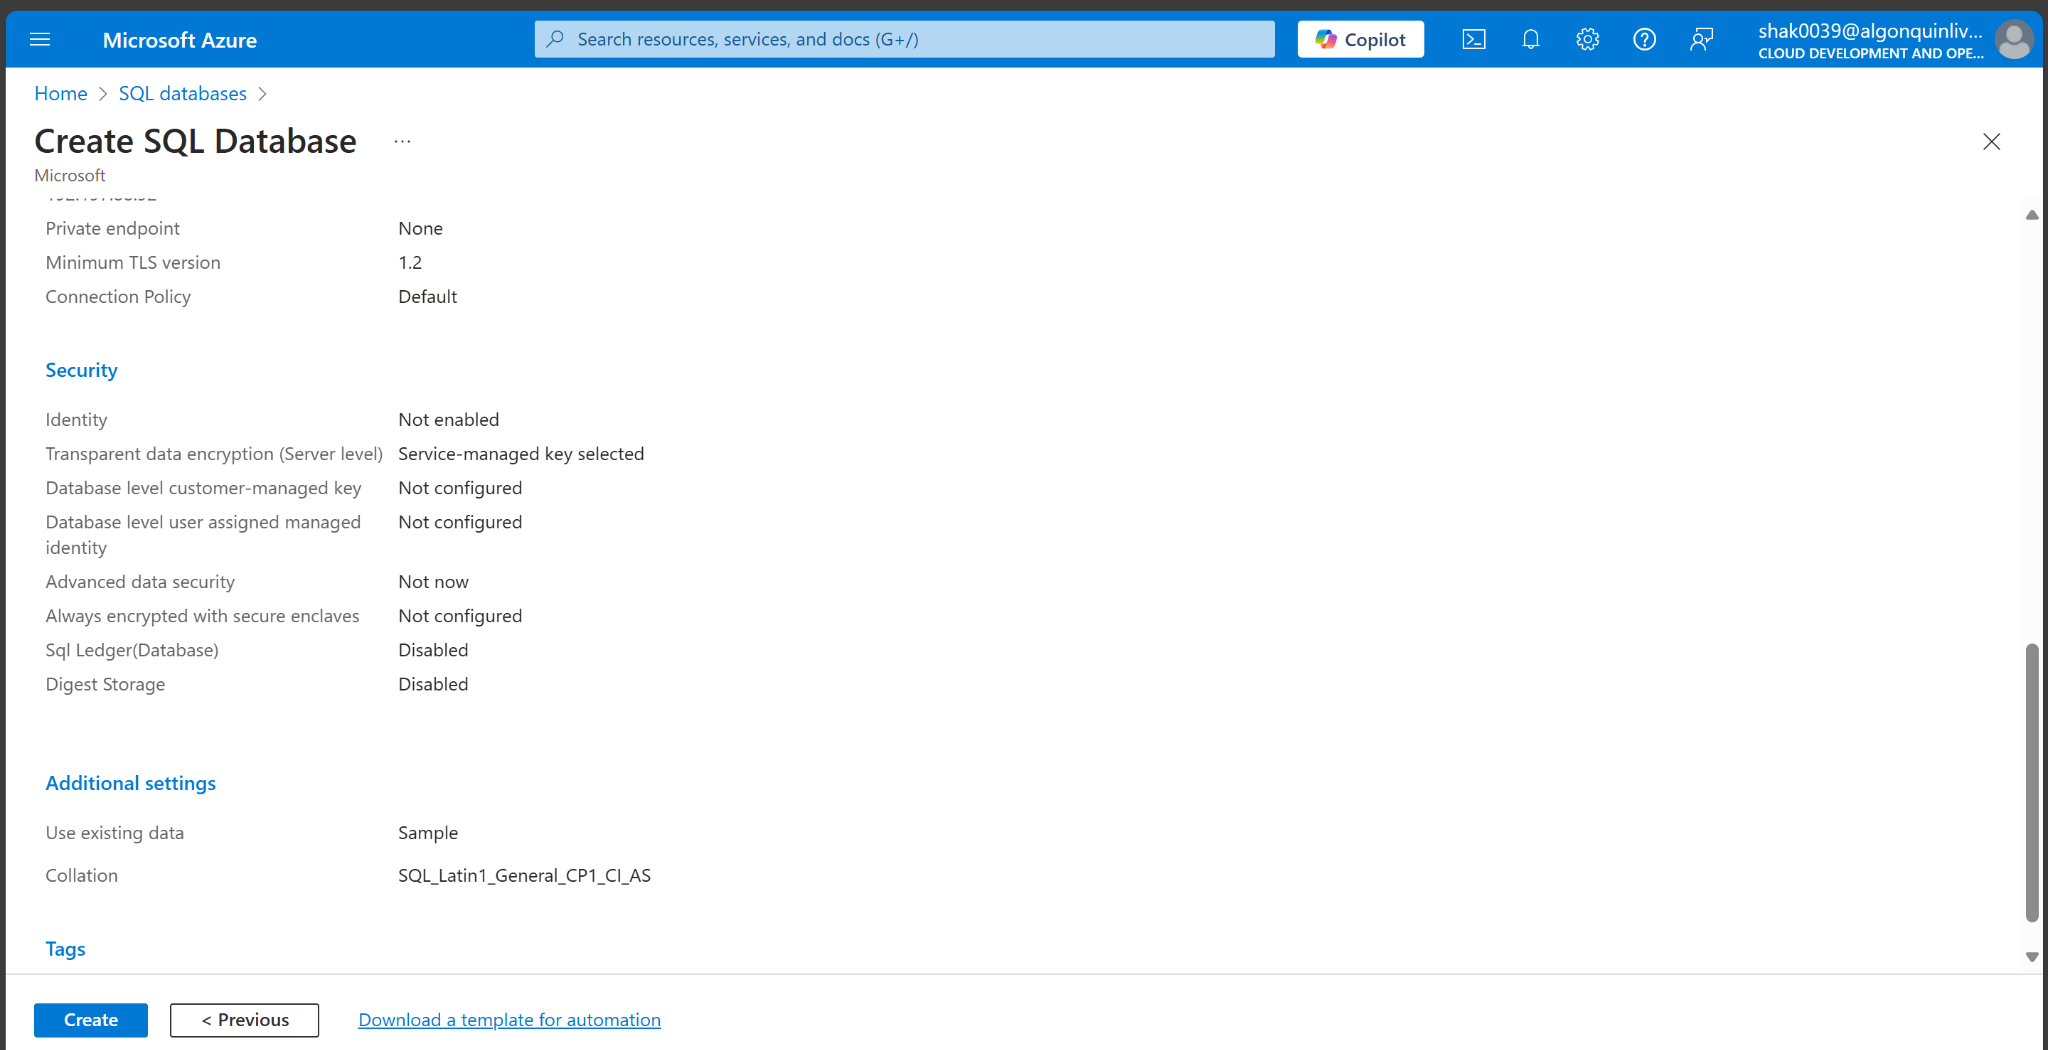 Microsoft Azure
Search resources, services, and docs (G+/)
Copilot
shak0039@algonquinliv...
CLOUD DEVELOPMENT AND OPE...
Home > SQL databases >
Create SQL Database ...
Microsoft
Private endpoint None
Minimum TLS version 1.2
Connection Policy Default
Security
Identity Not enabled
Transparent data encryption (Server level) Service-managed key selected
Database level customer-managed key Not configured
Database level user assigned managed Not configured
identity
Advanced data security Not now
Always encrypted with secure enclaves Not configured
Sql Ledger(Database) Disabled
Digest Storage Disabled
Additional settings
Use existing data Sample
Collation SQL_Latin1_General_CP1_CI_AS
Tags
Create < Previous Download a template for automation